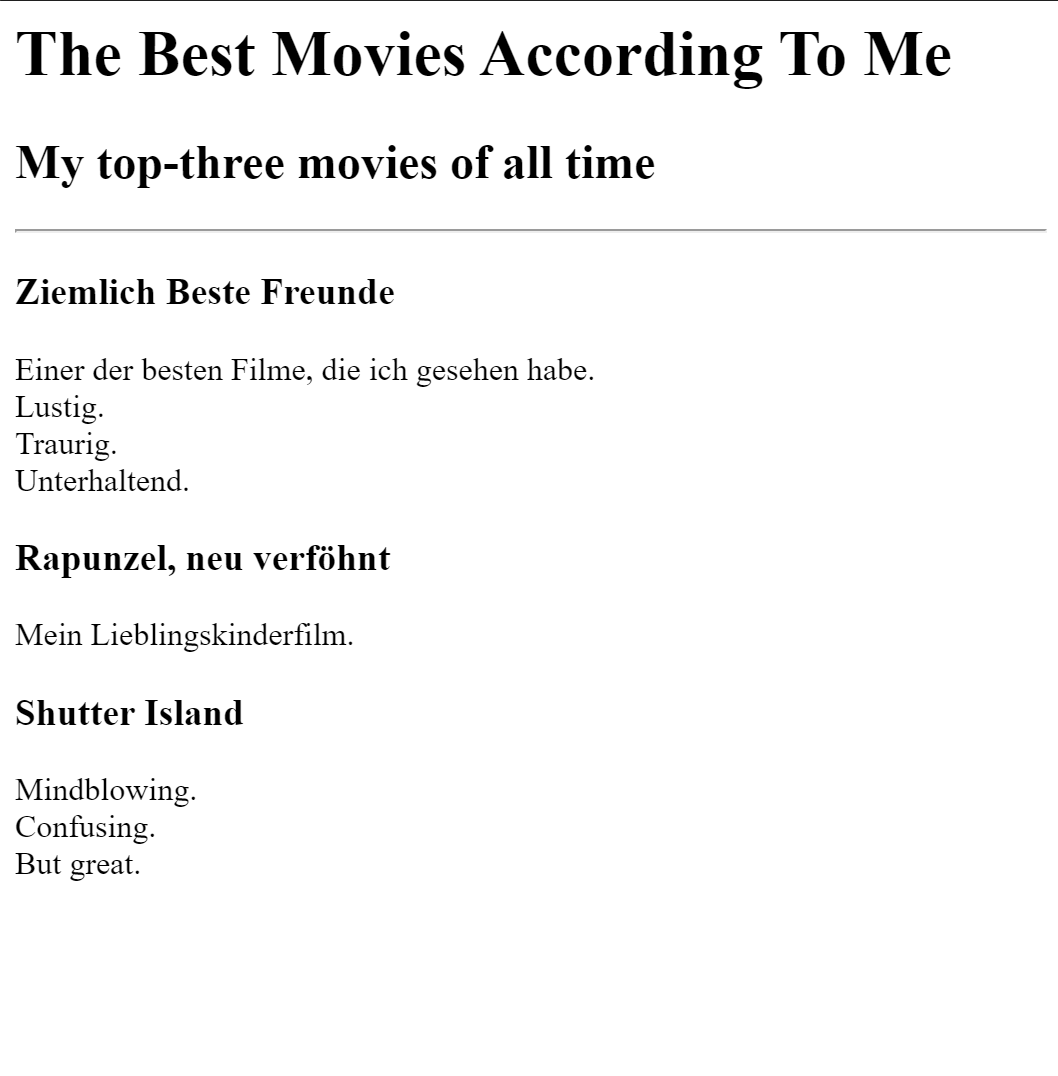 The Best Movies According To Me
My top-three movies of all time
Ziemlich Beste Freunde
Einer der besten Filme, die ich gesehen habe.
Lustig.
Traurig.
Unterhaltend.
Rapunzel, neu verföhnt
Mein Lieblingskinderfilm.
Shutter Island
Mindblowing.
Confusing.
But great.